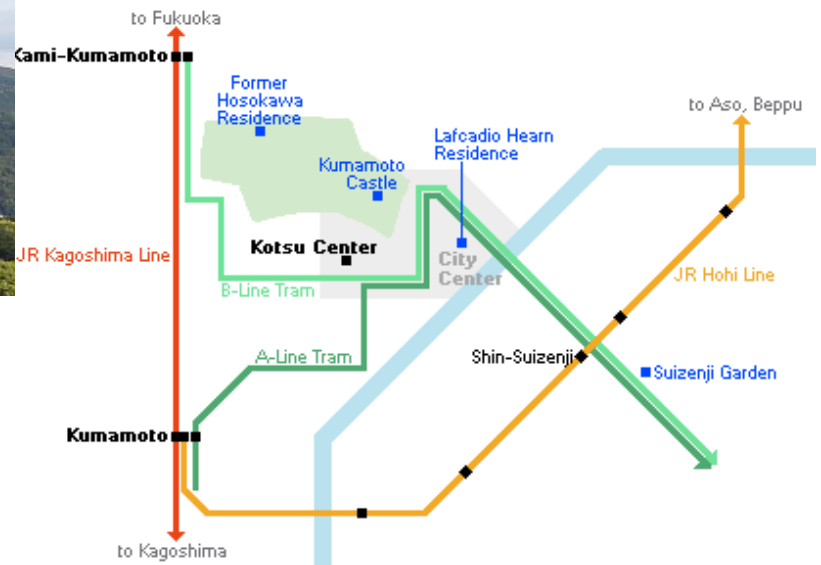 to Fukuoka
Kami-Kumamoto
Former
Hosokawa
Residence
to Aso, Beppu
Lafcadio Hearn
Residence
Kumamoto
Castle
Kotsu Center
JR Kagoshima Line
City
Center
JR Hohi Line
B-Line Tram
A-Line Tram
Shin-Suizenji
Suizenji Garden
Kumamoto
to Kagoshima